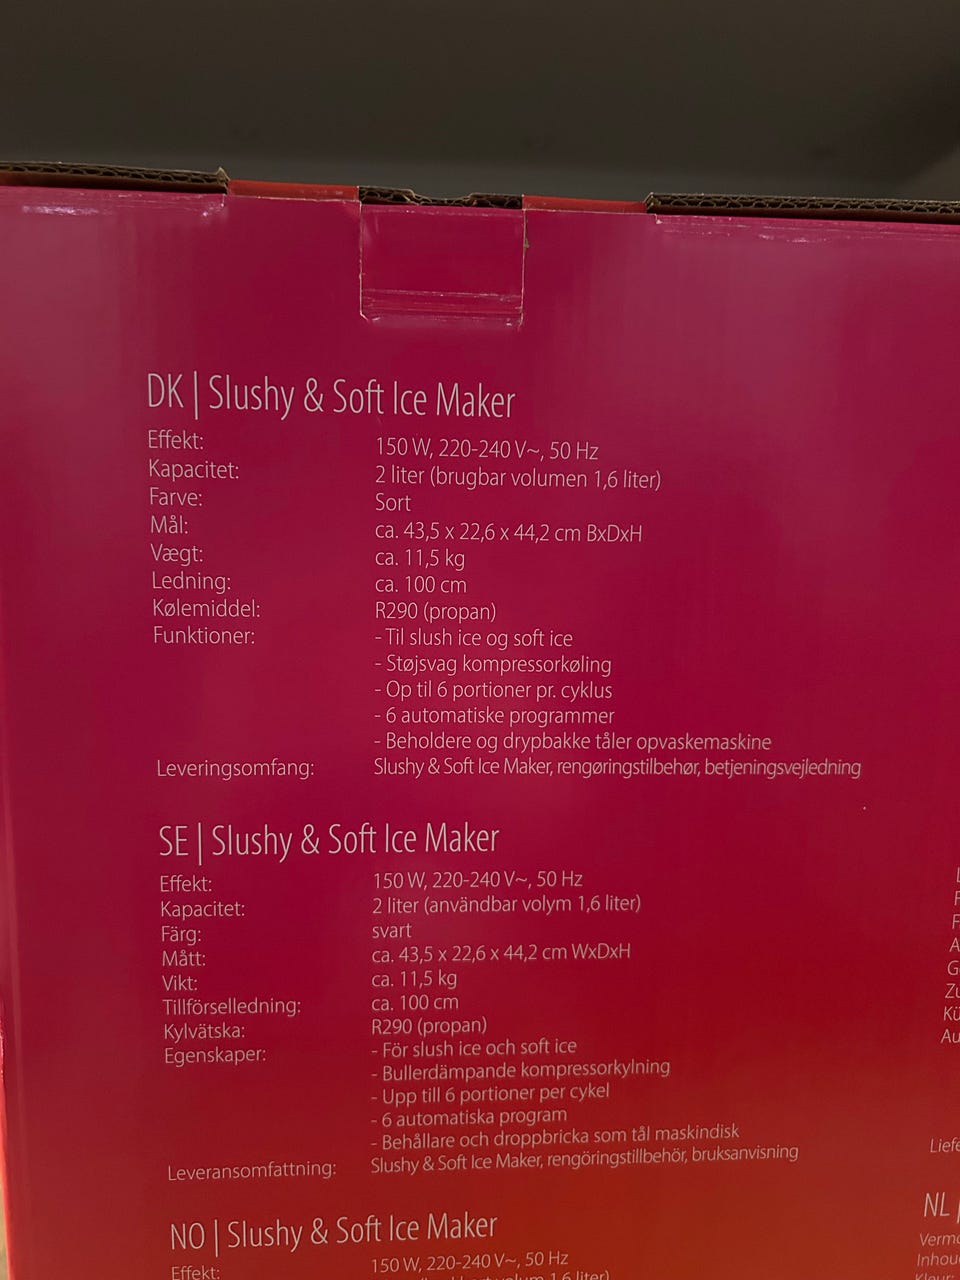 DK | Slushy & Soft Ice Maker
Effekt: 150 W, 220-240 V~, 50 Hz
Kapacitet: 2 liter (brugbar volumen 1,6 liter)
Farve: Sort
Mål: ca. 43,5 x 22,6 x 44,2 cm BxDxH
Vægt: ca. 11,5 kg
Ledning: ca. 100 cm
Kølemiddel: R290 (propan)
Funktioner: - Til slush ice og soft ice
- Støjsvag kompressorkøling
- Op til 6 portioner pr. cyklus
- 6 automatiske programmer
- Beholdere og drypbakke tåler opvaskemaskine
Leveringsomfang: Slushy & Soft Ice Maker, rengøringstilbehør, betjeningsvejledning
SE | Slushy & Soft Ice Maker
Effekt: 150 W, 220-240 V~, 50 Hz
Kapacitet: 2 liter (användbar volym 1,6 liter)
Färg: svart
Mått: ca. 43,5 x 22,6 x 44,2 cm WxDxH
Vikt: ca. 11,5 kg
Tillförselledning: ca. 100 cm
Kylvätska: R290 (propan)
Egenskaper: - För slush ice och soft ice
- Bullerdämpande kompressorkylning
- Upp till 6 portioner per cykel
- 6 automatiska program
- Behållare och droppbricka som tål maskindisk
Leveransomfattning: Slushy & Soft Ice Maker, rengöringstillbehör, bruksanvisning
NO | Slushy & Soft Ice Maker
Effekt: 150 W, 220-240 V~, 50 Hz
1,6 liter)
NL |